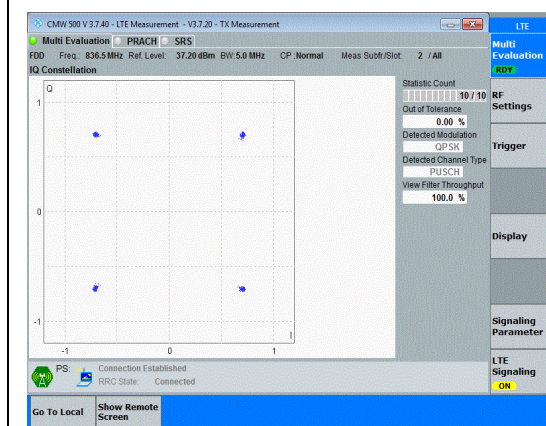 CMW 500 V 3.7.40 - LTE Measurement - V3.7.20 - TX Measurement
LTE
Multi Evaluation PRACH SRS
Multi
Evaluation
RDY
FDD Freq.: 836.5 MHz Ref. Level: 37.20 dBm BW: 5.0 MHz CP : Normal Meas Subfr/Slot: 2 / All
IQ Constellation
Q
1
0
-1
-1 0 1
I
Statistic Count
10 / 10
Out of Tolerance
0.00 %
Detected Modulation
QPSK
Detected Channel Type
PUSCH
View Filter Throughput
100.0 %
RF
Settings
Trigger
Display
Signaling
Parameter
LTE
Signaling
ON
PS: Connection Established
RRC State: Connected
Go To Local
Show Remote
Screen